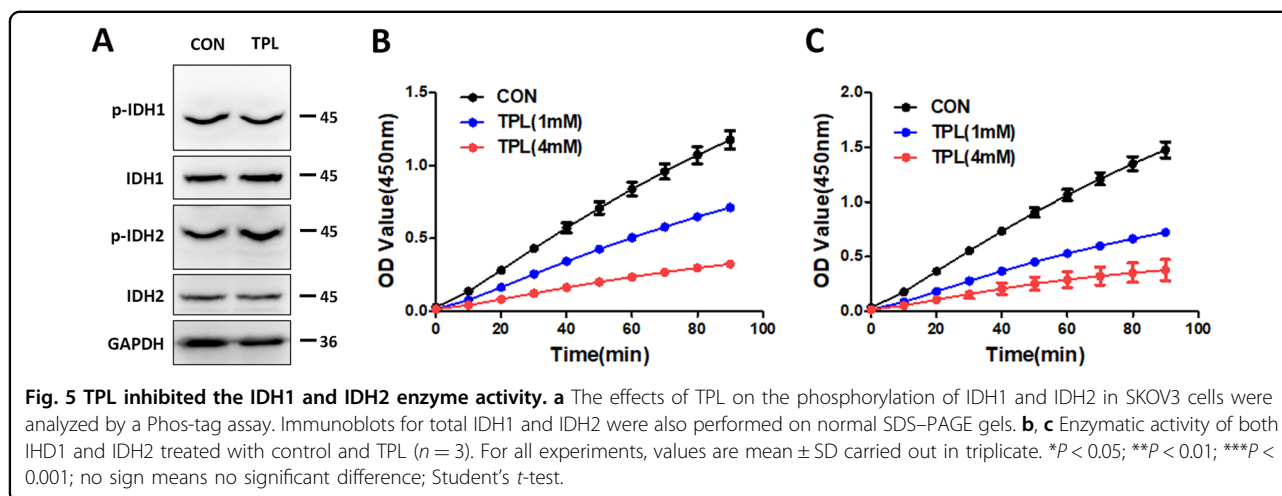 A
CON TPL
p-IDH1 45
IDH1 45
p-IDH2 45
IDH2 45
GAPDH 36
B
CON
TPL(1mM)
TPL(4mM)
OD Value(450nm)
1.5
1.0
0.5
0.0
0 20 40 60 80 100
Time(min)
C
CON
TPL(1mM)
TPL(4mM)
OD Value(450nm)
2.0
1.5
1.0
0.5
0.0
0 20 40 60 80 100
Time(min)
Fig. 5 TPL inhibited the IDH1 and IDH2 enzyme activity. a The effects of TPL on the phosphorylation of IDH1 and IDH2 in SKOV3 cells were
analyzed by a Phos-tag assay. Immunoblots for total IDH1 and IDH2 were also performed on normal SDS–PAGE gels. b, c Enzymatic activity of both
IHD1 and IDH2 treated with control and TPL (n = 3). For all experiments, values are mean ± SD carried out in triplicate. *P < 0.05; **P < 0.01; ***P <
0.001; no sign means no significant difference; Student's t-test.